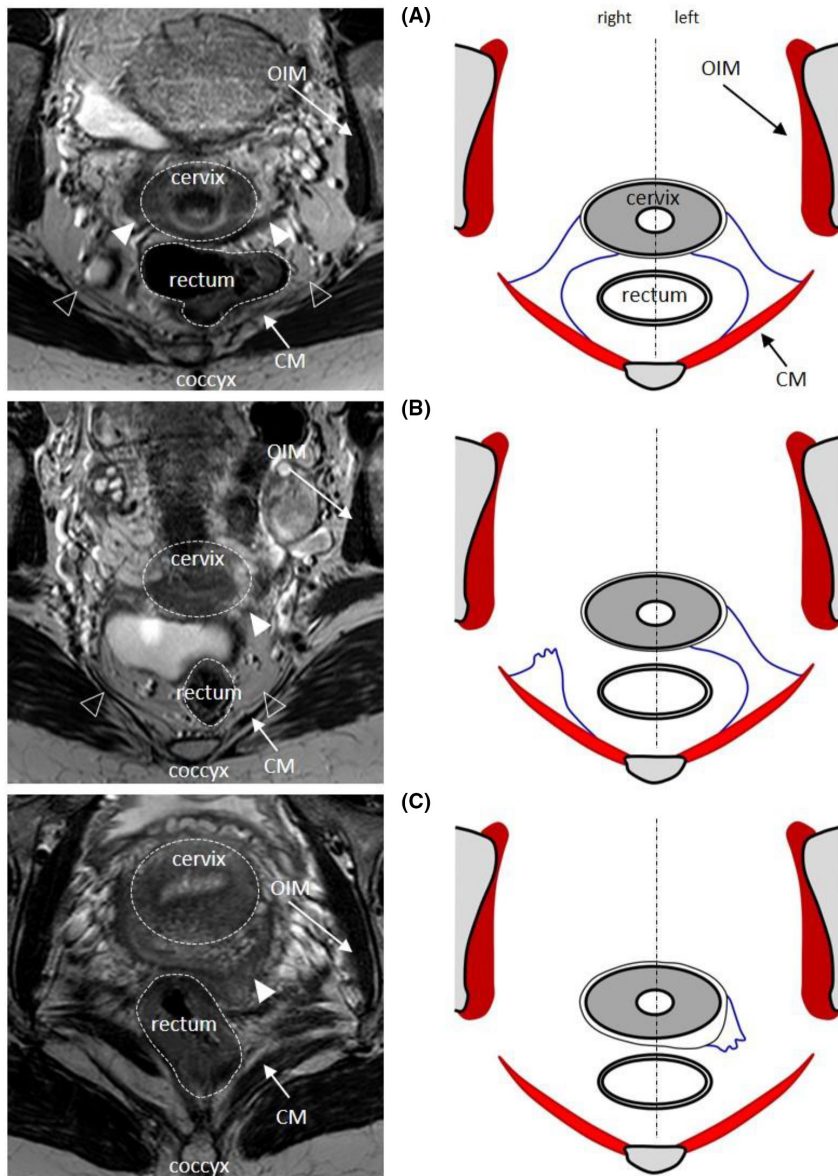 (A)
OIM
cervix
rectum
CM
coccyx
right
left
OIM
cervix
rectum
CM
(B)
OIM
cervix
rectum
CM
coccyx
(C)
cervix
OIM
rectum
CM
coccyx